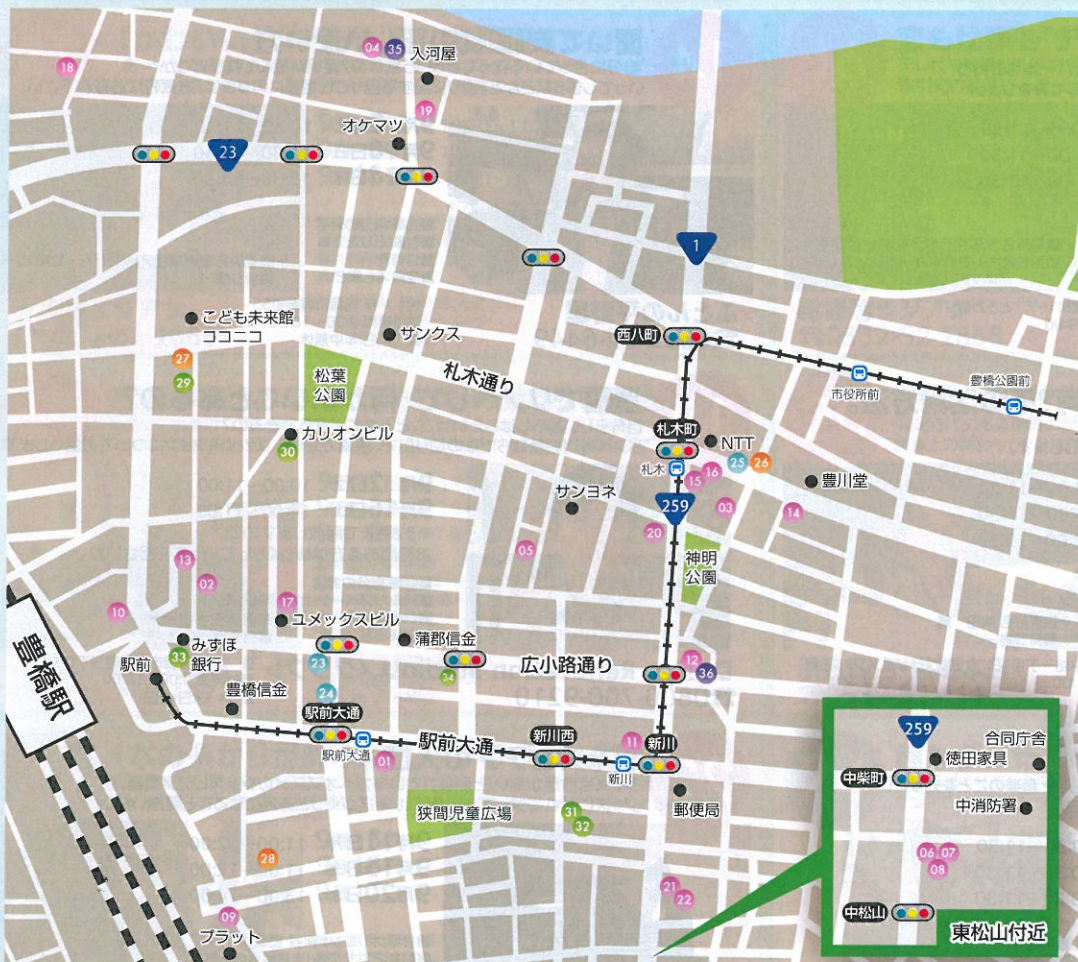 04
35
入河屋
18
19
オケマツ
23
1
こども未来館
ココニコ
サンクス
西八町
27
29
松葉
公園
札木通り
市役所前
豊橋公園前
カリオンビル
30
札木町
NTT
札木
15
16
25
26
豊川堂
サンヨネ
259
03
14
20
05
神明
公園
13
02
10
17
ユメックスビル
みずほ
銀行
33
蒲郡信金
23
34
広小路通り
12
36
豊橋駅
駅前
豊橋信金
24
駅前大通
駅前大通
駅前大通
01
新川西
11
新川
新川
狭間児童広場
郵便局
31
32
28
21
22
09
プラット
259
合同庁舎
徳田家具
中柴町
中消防署
06
07
08
中松山
東松山付近